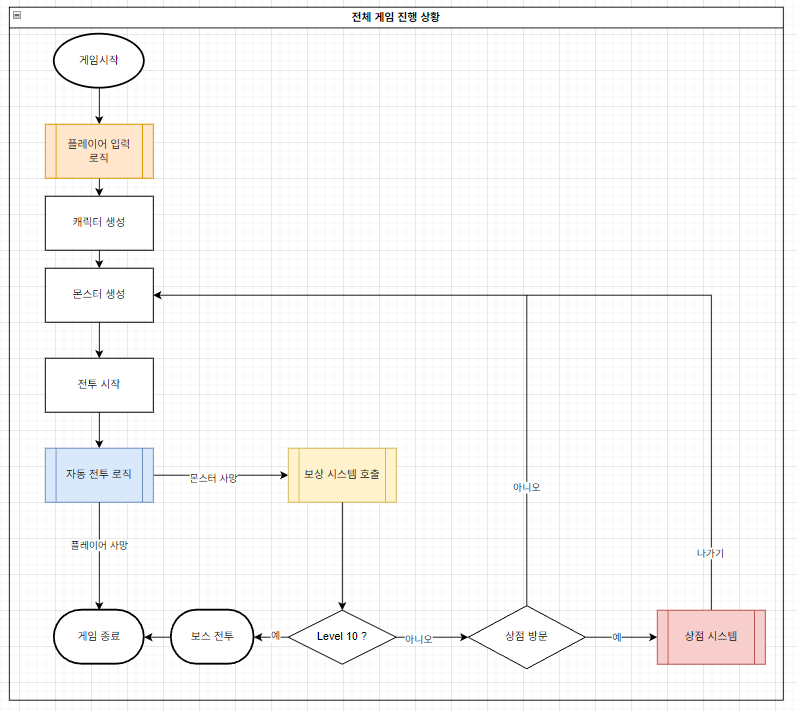 전체 게임 진행 상황
게임시작
플레이어 입력
로직
캐릭터 생성
몬스터 생성
전투 시작
자동 전투 로직
몬스터 사망
보상 시스템 호출
아니오
플레이어 사망
나가기
게임 종료
보스 전투
예
Level 10 ?
아니오
상점 방문
예
상점 시스템